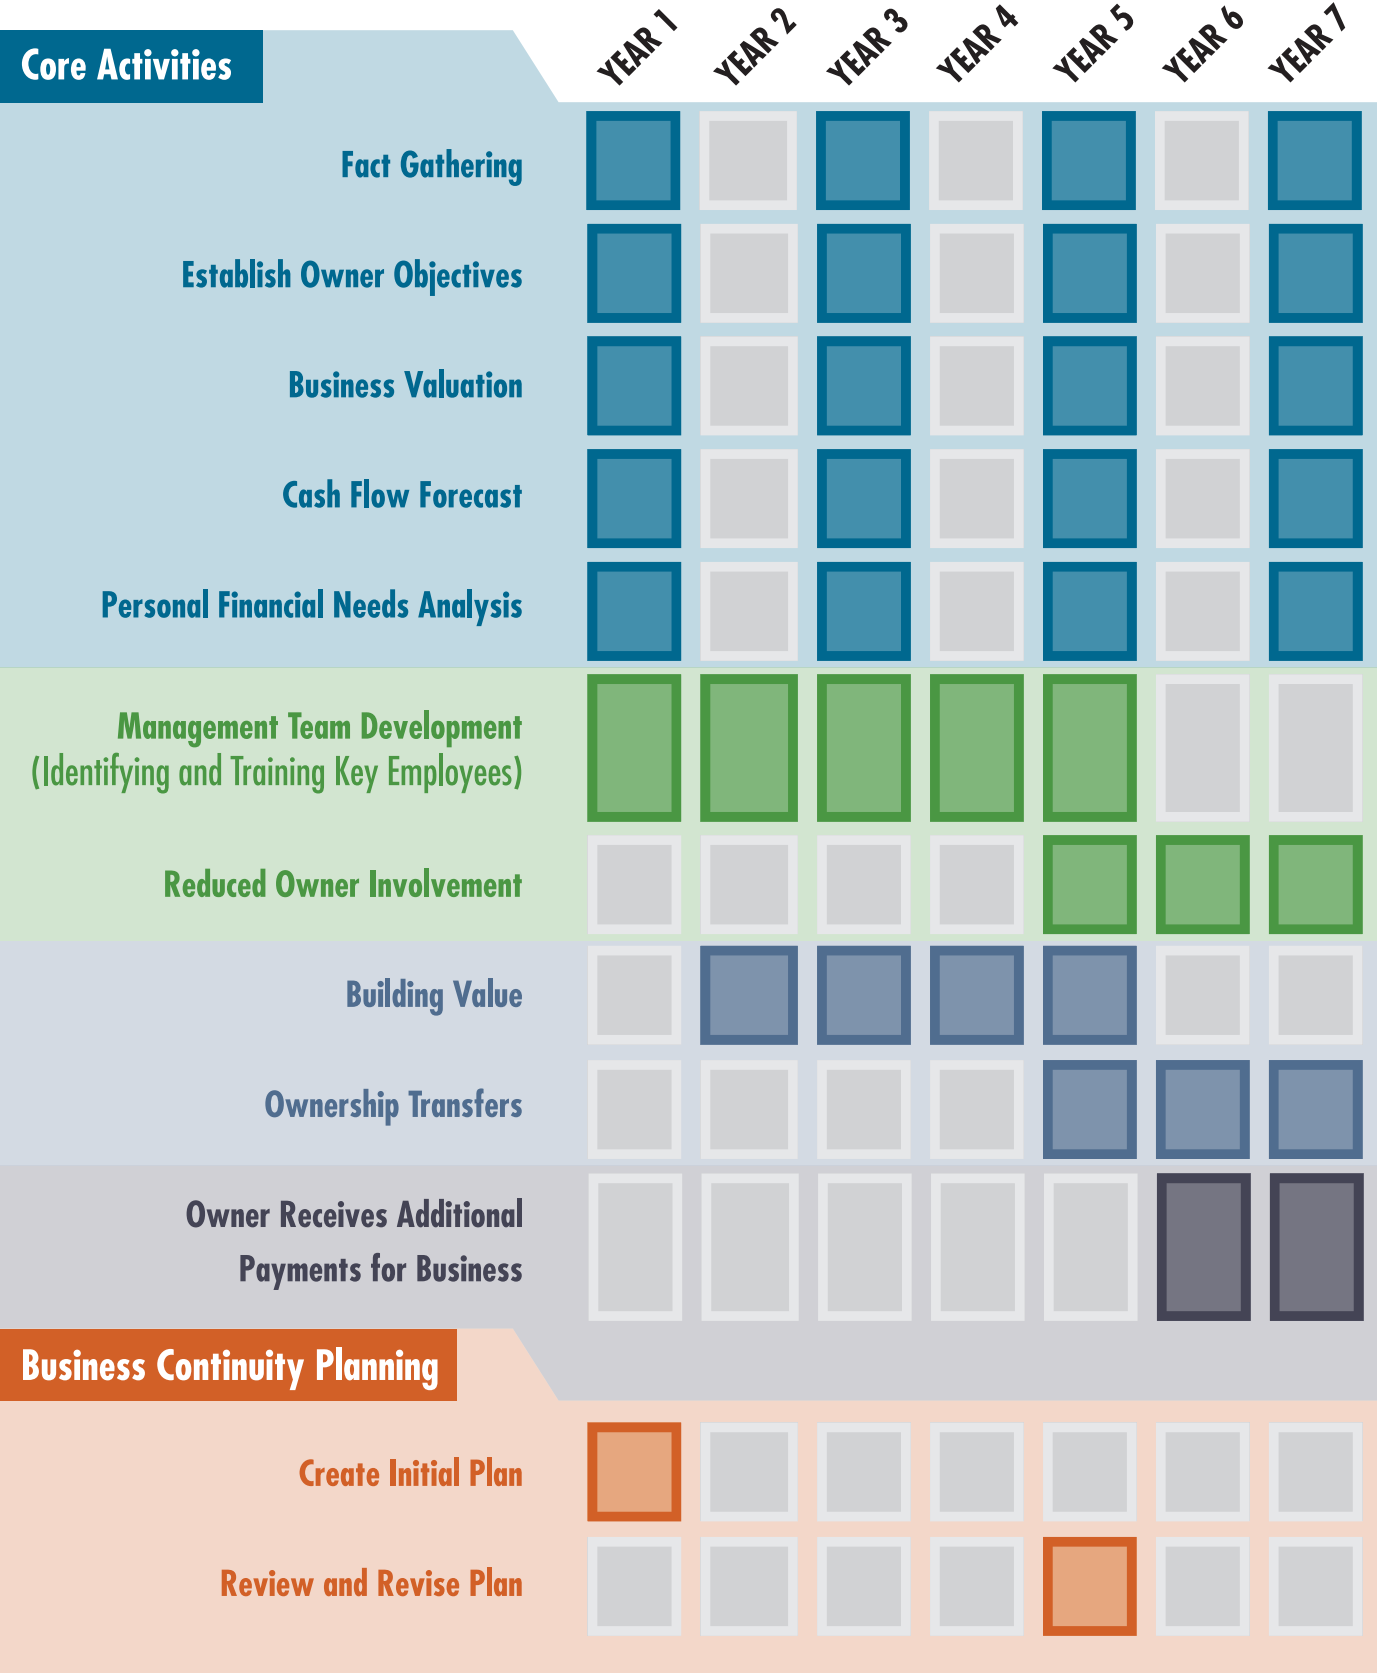 Core Activities
YEAR 1
YEAR 2
YEAR 3
YEAR 4
YEAR 5
YEAR 6
YEAR 7
Fact Gathering
Establish Owner Objectives
Business Valuation
Cash Flow Forecast
Personal Financial Needs Analysis
Management Team Development
(Identifying and Training Key Employees)
Reduced Owner Involvement
Building Value
Ownership Transfers
Owner Receives Additional
Payments for Business
Business Continuity Planning
Create Initial Plan
Review and Revise Plan